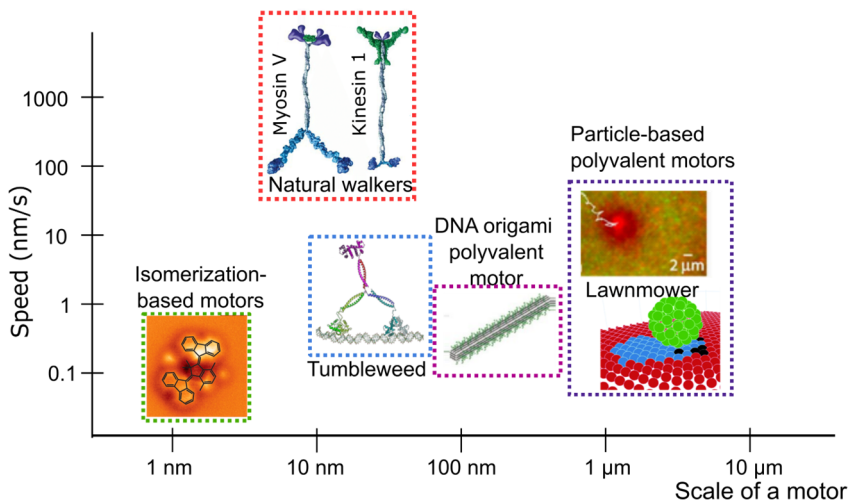 Speed (nm/s)
1000
100
10
1
0.1
Myosin V
Kinesin 1
Natural walkers
Particle-based
polyvalent motors
2 µm
Lawnmower
DNA origami
polyvalent
motor
Isomerization-
based motors
Tumbleweed
1 nm
10 nm
100 nm
1 µm
10 µm
Scale of a motor